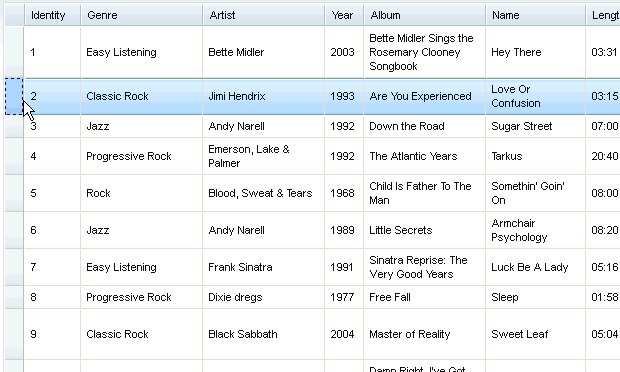 Identity Genre Artist Year Album Name Lengt
1 Easy Listening Bette Midler 2003 Bette Midler Sings the Rosemary Clooney Songbook Hey There 03:31
2 Classic Rock Jimi Hendrix 1993 Are You Experienced Love Or Confusion 03:15
3 Jazz Andy Narell 1992 Down the Road Sugar Street 07:00
4 Progressive Rock Emerson, Lake & Palmer 1992 The Atlantic Years Tarkus 20:40
5 Rock Blood, Sweat & Tears 1968 Child Is Father To The Man Somethin' Goin' On 08:00
6 Jazz Andy Narell 1989 Little Secrets Armchair Psychology 08:20
7 Easy Listening Frank Sinatra 1991 Sinatra Reprise: The Very Good Years Luck Be A Lady 05:16
8 Progressive Rock Dixie dregs 1977 Free Fall Sleep 01:58
9 Classic Rock Black Sabbath 2004 Master of Reality Sweet Leaf 05:04
Damn Right, I've Got